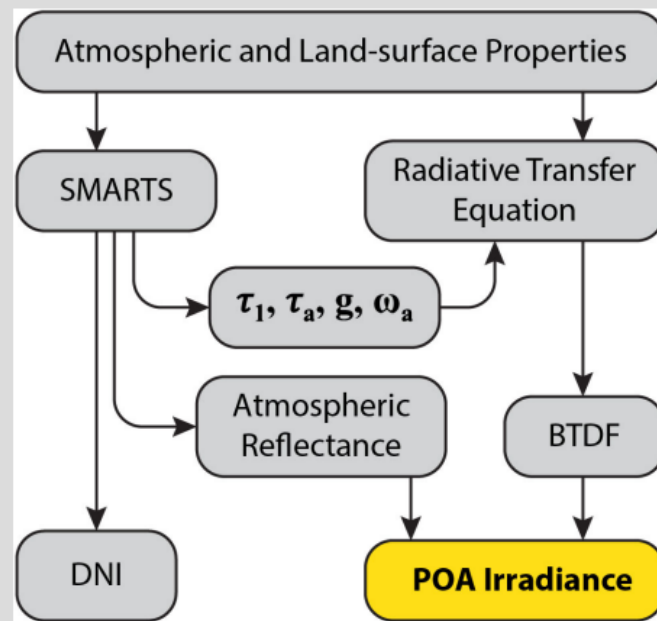 Atmospheric and Land-surface Properties
SMARTS
Radiative Transfer
Equation
τ₁, τₐ, g, ωₐ
Atmospheric
Reflectance
BTDF
DNI
POA Irradiance